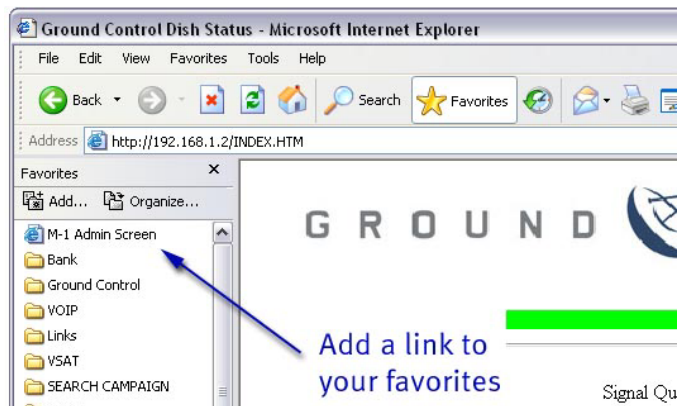 Ground Control Dish Status - Microsoft Internet Explorer
File Edit View Favorites Tools Help
Back Search Favorites
Address http://192.168.1.2/INDEX.HTM
Favorites x
Add... Organize...
M-1 Admin Screen
Bank
Ground Control
VOIP
Links
VSAT
SEARCH CAMPAIGN
GROUND
Add a link to
your favorites
Signal Qu